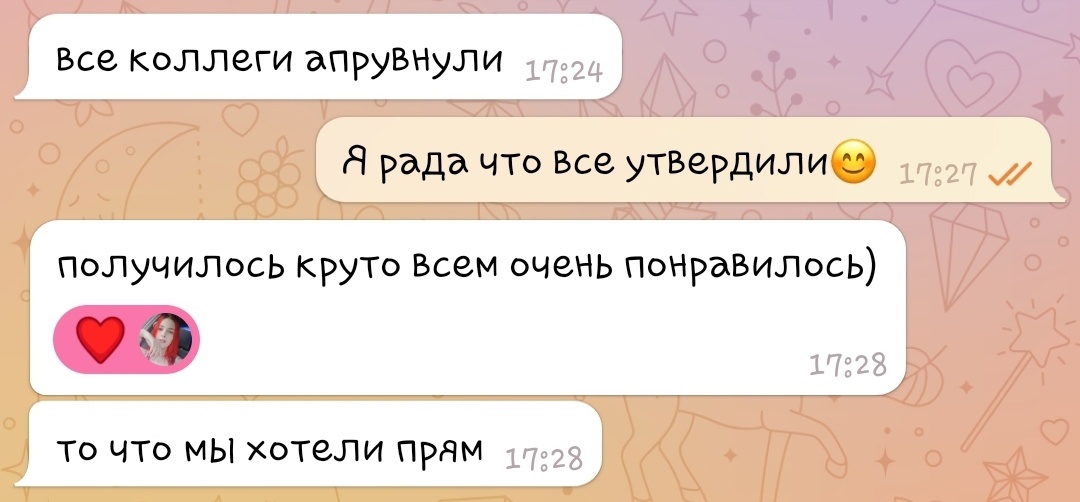 все коллеги апрувнули 17:24
Я рада что все утвердили😊 17:27
получилось круто всем очень понравилось)
❤️
17:28
то что мы хотели прям 17:28